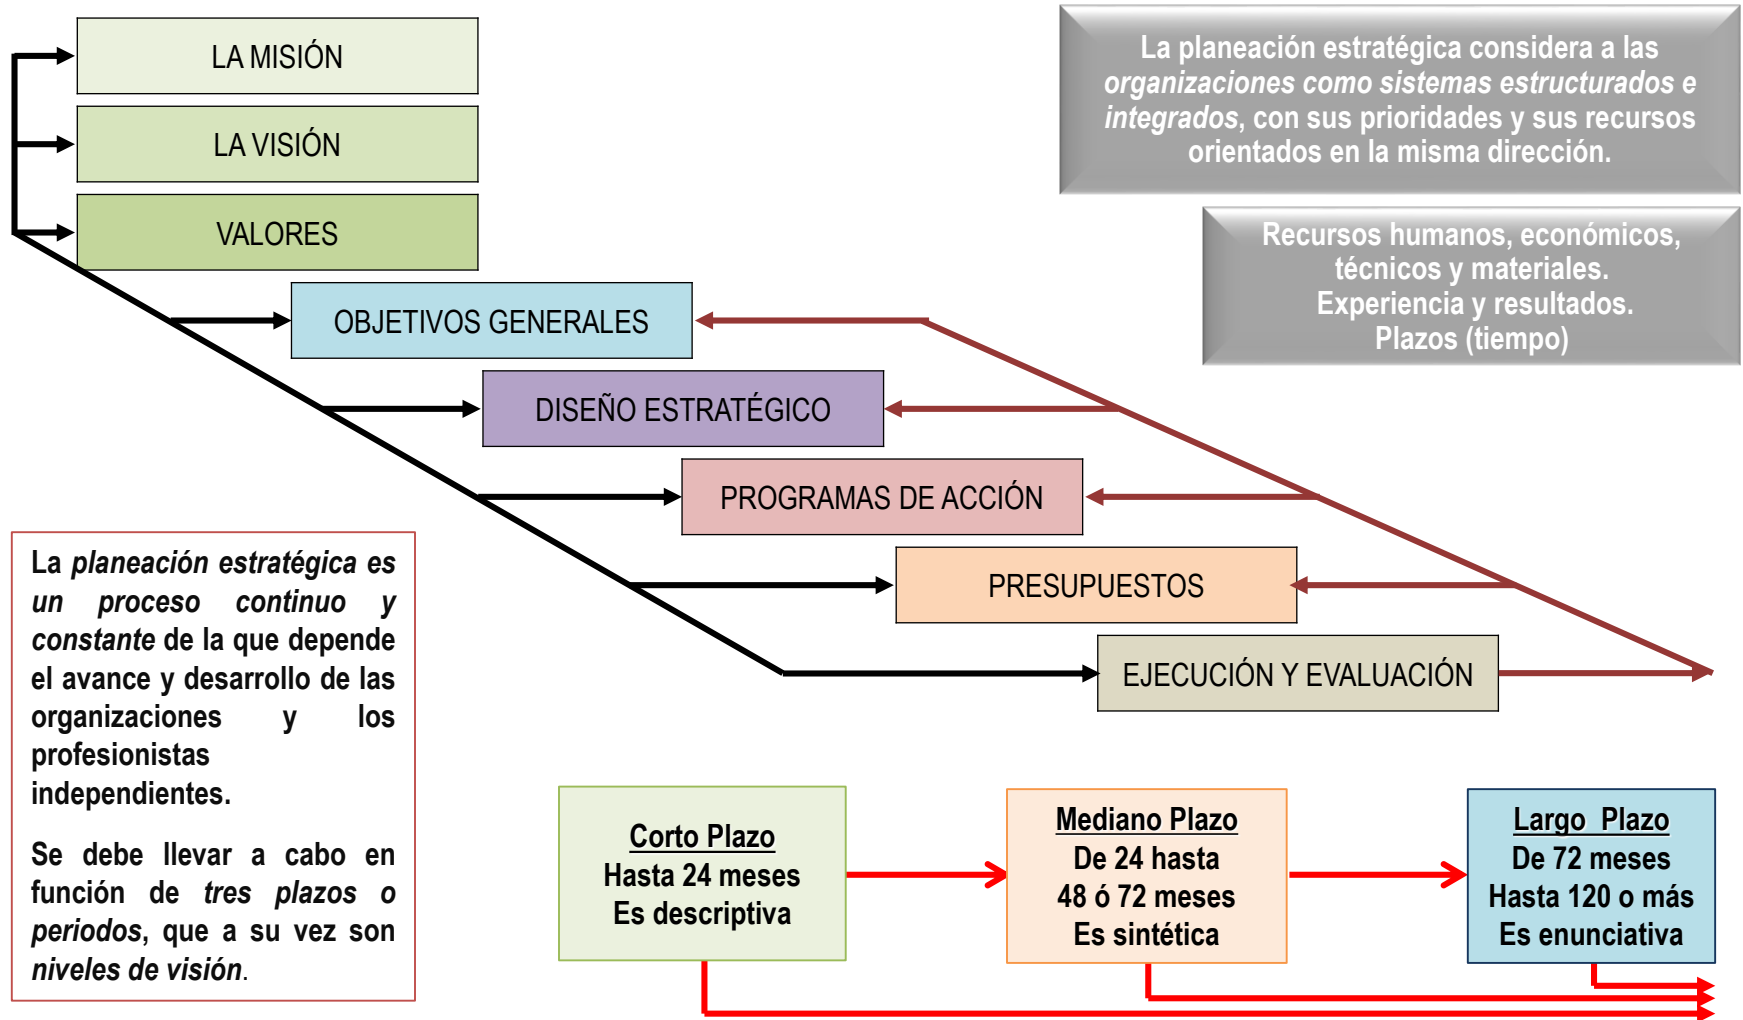 LA MISIÓN
LA VISIÓN
VALORES
OBJETIVOS GENERALES
DISEÑO ESTRATÉGICO
PROGRAMAS DE ACCIÓN
PRESUPUESTOS
EJECUCIÓN Y EVALUACIÓN
La planeación estratégica considera a las
organizaciones como sistemas estructurados e
integrados, con sus prioridades y sus recursos
orientados en la misma dirección.
Recursos humanos, económicos,
técnicos y materiales.
Experiencia y resultados.
Plazos (tiempo)
La planeación estratégica es
un proceso continuo y
constante de la que depende
el avance y desarrollo de las
organizaciones y los
profesionistas
independientes.
Se debe llevar a cabo en
función de tres plazos o
periodos, que a su vez son
niveles de visión.
Corto Plazo
Hasta 24 meses
Es descriptiva
Mediano Plazo
De 24 hasta
48 ó 72 meses
Es sintética
Largo Plazo
De 72 meses
Hasta 120 o más
Es enunciativa